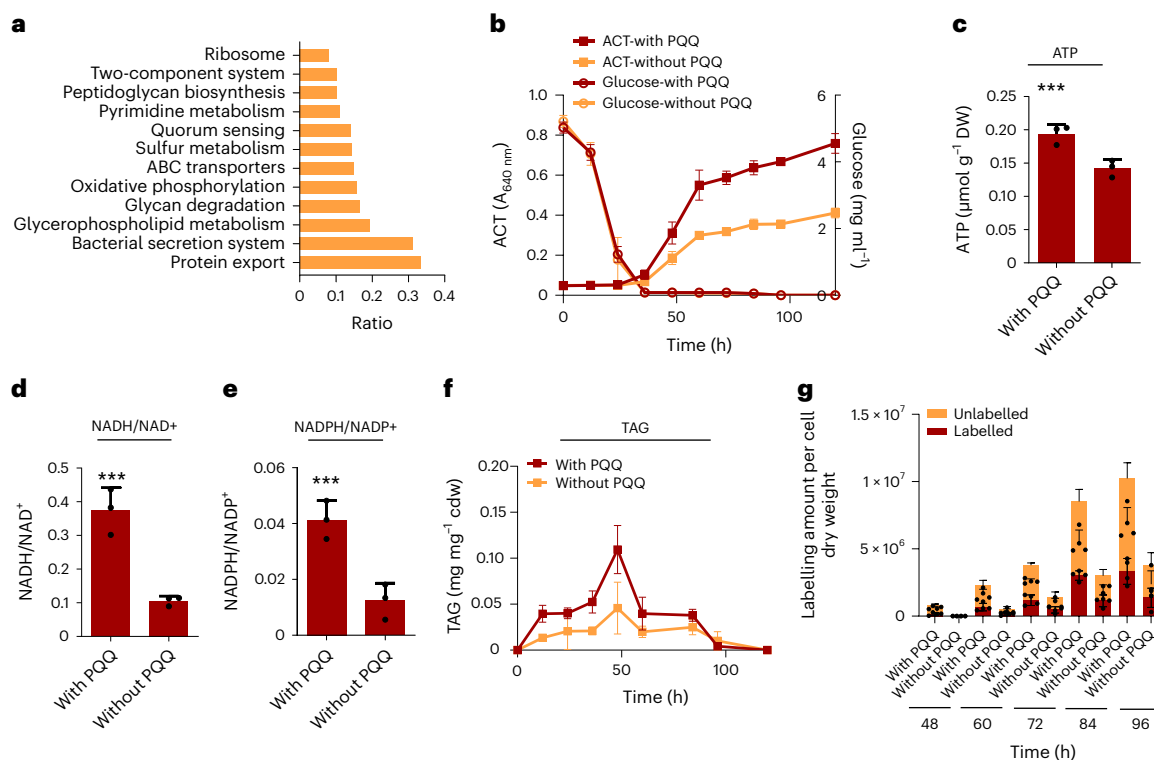 a
Ribosome
Two-component system
Peptidoglycan biosynthesis
Pyrimidine metabolism
Quorum sensing
Sulfur metabolism
ABC transporters
Oxidative phosphorylation
Glycan degradation
Glycerophospholipid metabolism
Bacterial secretion system
Protein export
0 0.1 0.2 0.3 0.4
Ratio
b
ACT-with PQQ
ACT-without PQQ
Glucose-with PQQ
Glucose-without PQQ
1.0
0.8
0.6
0.4
0.2
0
ACT (A640 nm)
6
4
2
0
Glucose (mg ml−1)
0 50 100
Time (h)
c
ATP
***
0.25
0.20
0.15
0.10
0.05
0
ATP (µmol g−1 DW)
With PQQ
Without PQQ
d
NADH/NAD+
***
0.5
0.4
0.3
0.2
0.1
0
NADH/NAD+
With PQQ
Without PQQ
e
NADPH/NADP+
***
0.06
0.04
0.02
0
NADPH/NADP+
With PQQ
Without PQQ
f
TAG
With PQQ
Without PQQ
0.20
0.15
0.10
0.05
0
TAG (mg mg−1 cdw)
0 50 100
Time (h)
g
Unlabelled
Labelled
1.5 × 10^7
1 × 10^7
5 × 10^6
0
Labelling amount per cell
dry weight
With PQQ
Without PQQ
With PQQ
Without PQQ
With PQQ
Without PQQ
With PQQ
Without PQQ
With PQQ
Without PQQ
48 60 72 84 96
Time (h)